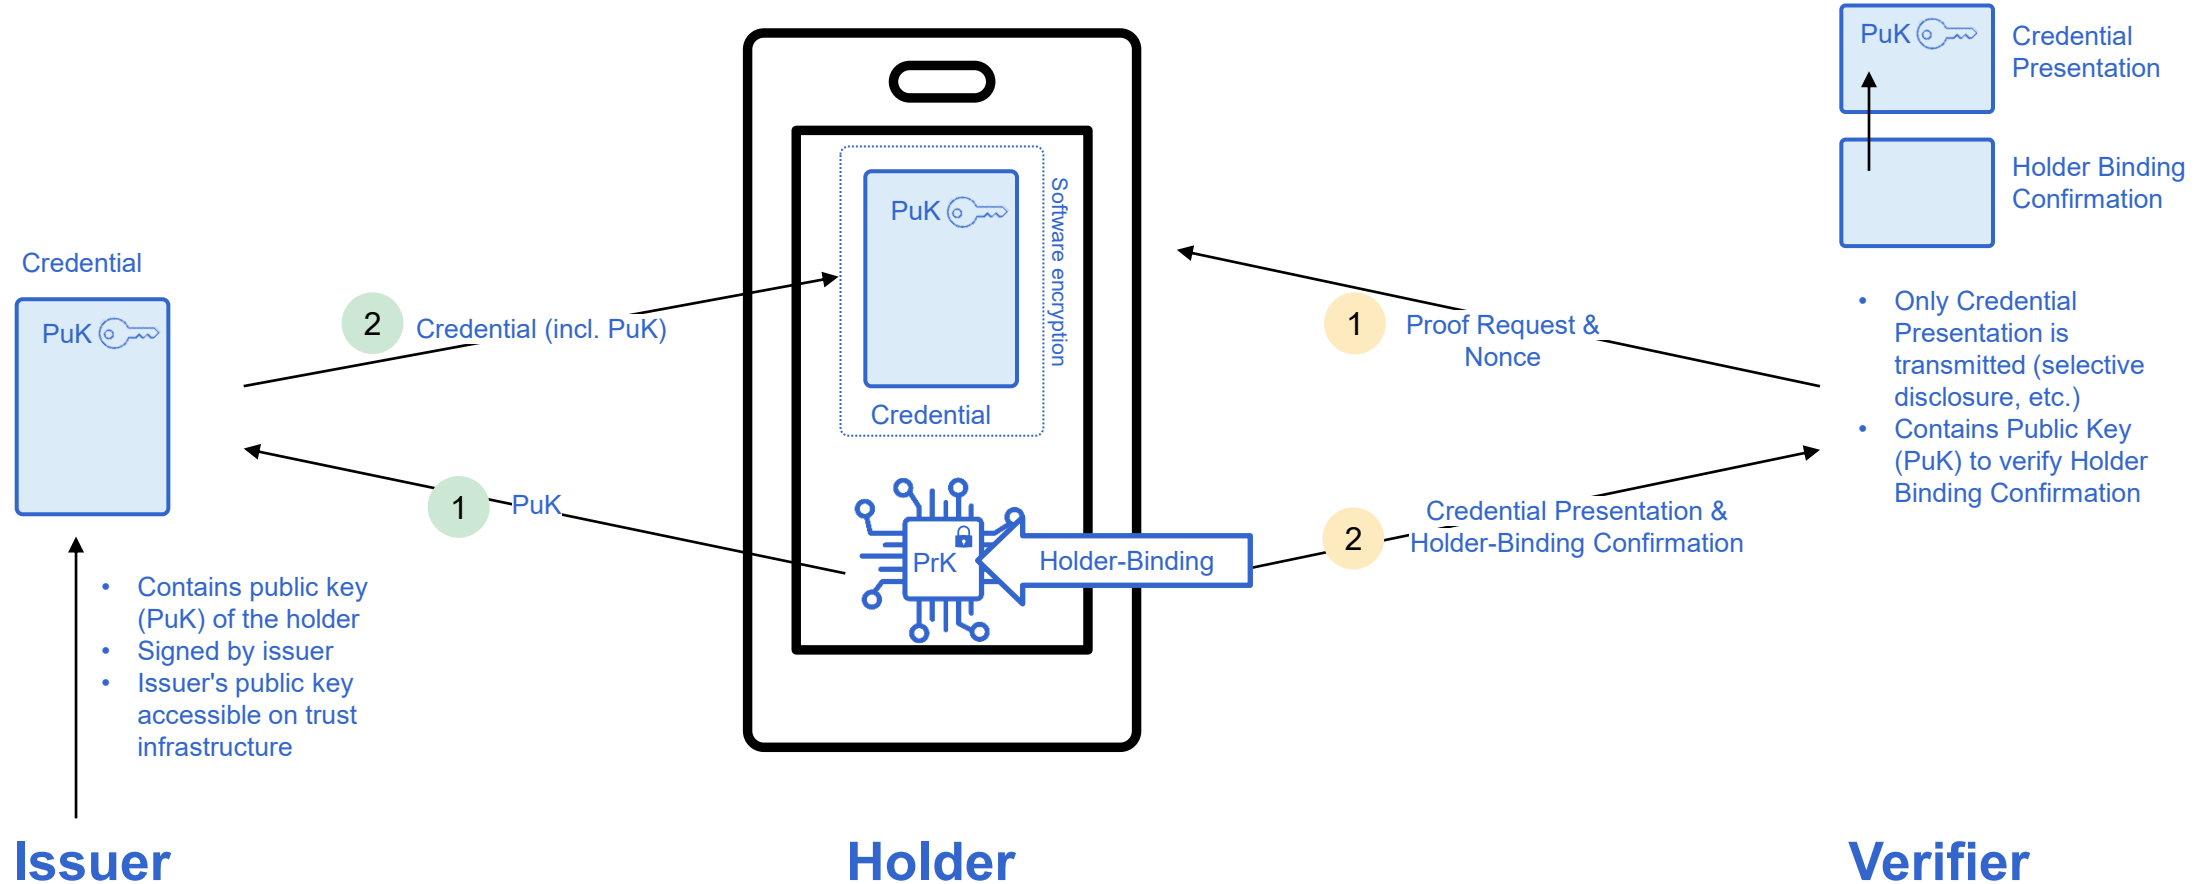 Credential
PuK
Contains public key
(PuK) of the holder
Signed by issuer
Issuer's public key
accessible on trust
infrastructure
Issuer
2
Credential (incl. PuK)
1
PuK
PuK
Software encryption
Credential
PrK
Holder-Binding
Holder
1
Proof Request &
Nonce
2
Credential Presentation &
Holder-Binding Confirmation
PuK
Credential
Presentation
Holder Binding
Confirmation
• Only Credential
Presentation is
transmitted (selective
disclosure, etc.)
• Contains Public Key
(PuK) to verify Holder
Binding Confirmation
Verifier